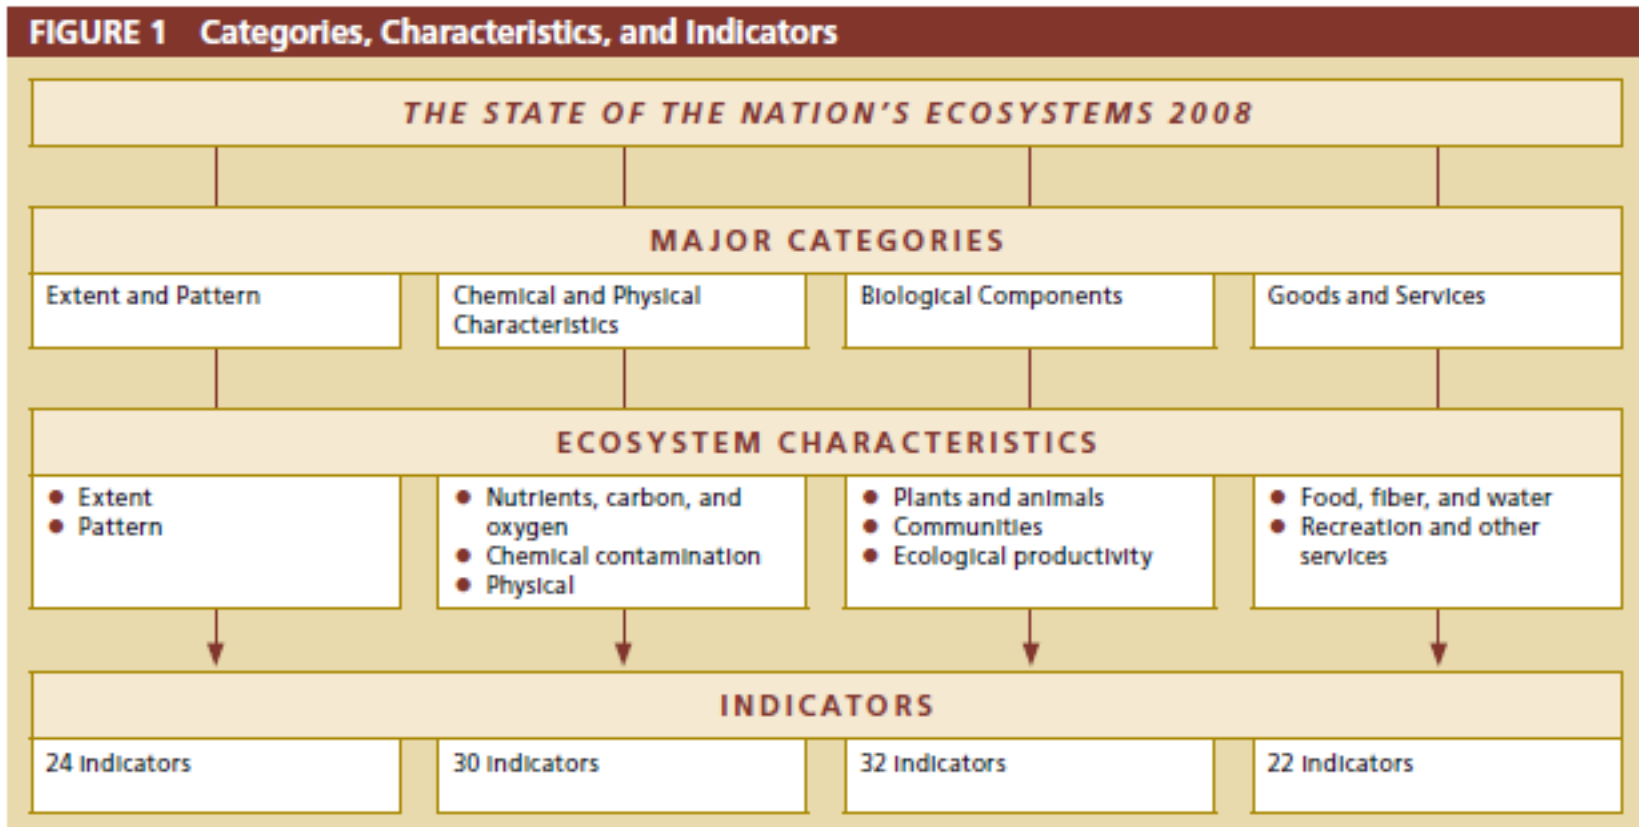 FIGURE 1 Categories, Characteristics, and Indicators
THE STATE OF THE NATION'S ECOSYSTEMS 2008
MAJOR CATEGORIES
Extent and Pattern
Chemical and Physical
Characteristics
Biological Components
Goods and Services
ECOSYSTEM CHARACTERISTICS
● Extent
● Pattern
● Nutrients, carbon, and
oxygen
● Chemical contamination
● Physical
● Plants and animals
● Communities
● Ecological productivity
● Food, fiber, and water
● Recreation and other
services
INDICATORS
24 indicators
30 indicators
32 indicators
22 indicators